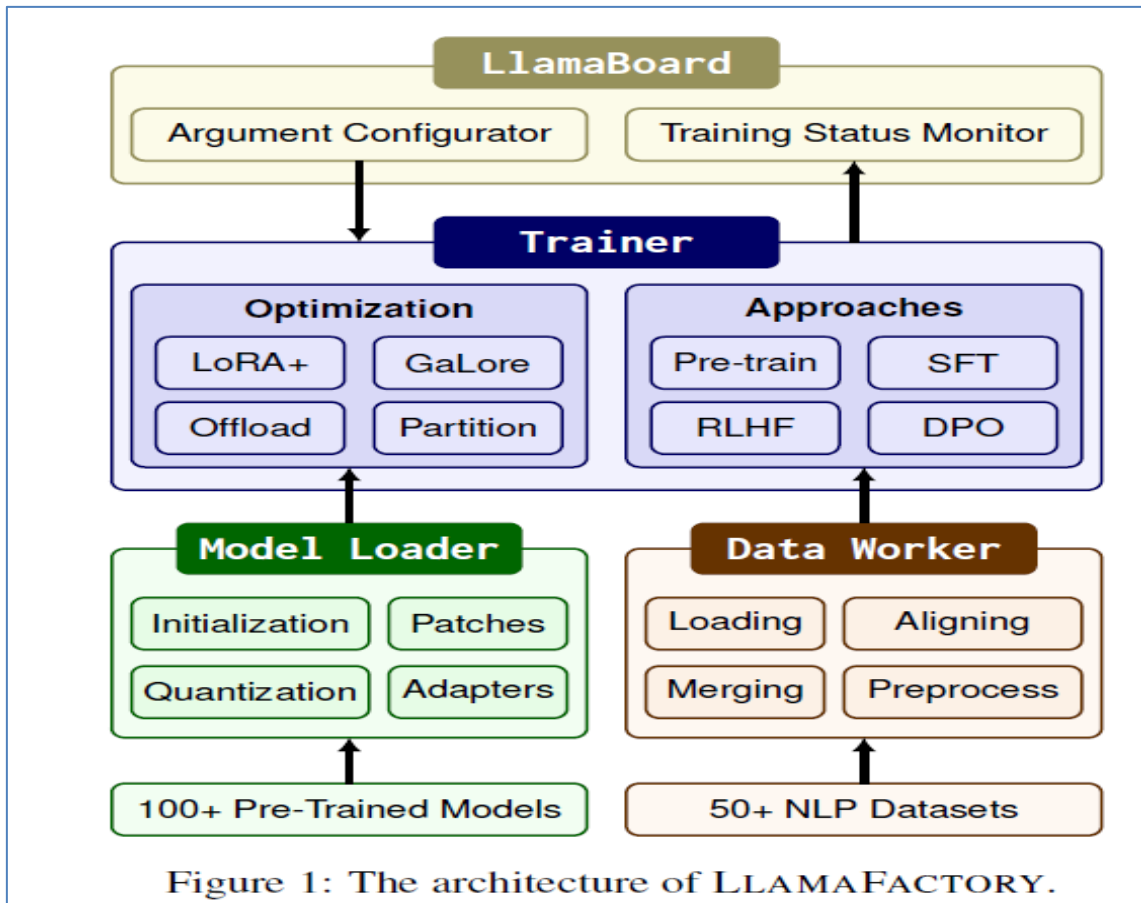 LlamaBoard
Argument Configurator
Training Status Monitor
Trainer
Optimization
LoRA+ GaLore
Offload Partition
Approaches
Pre-train SFT
RLHF DPO
Model Loader
Initialization Patches
Quantization Adapters
100+ Pre-Trained Models
Data Worker
Loading Aligning
Merging Preprocess
50+ NLP Datasets
Figure 1: The architecture of LLAMAFACTORY.